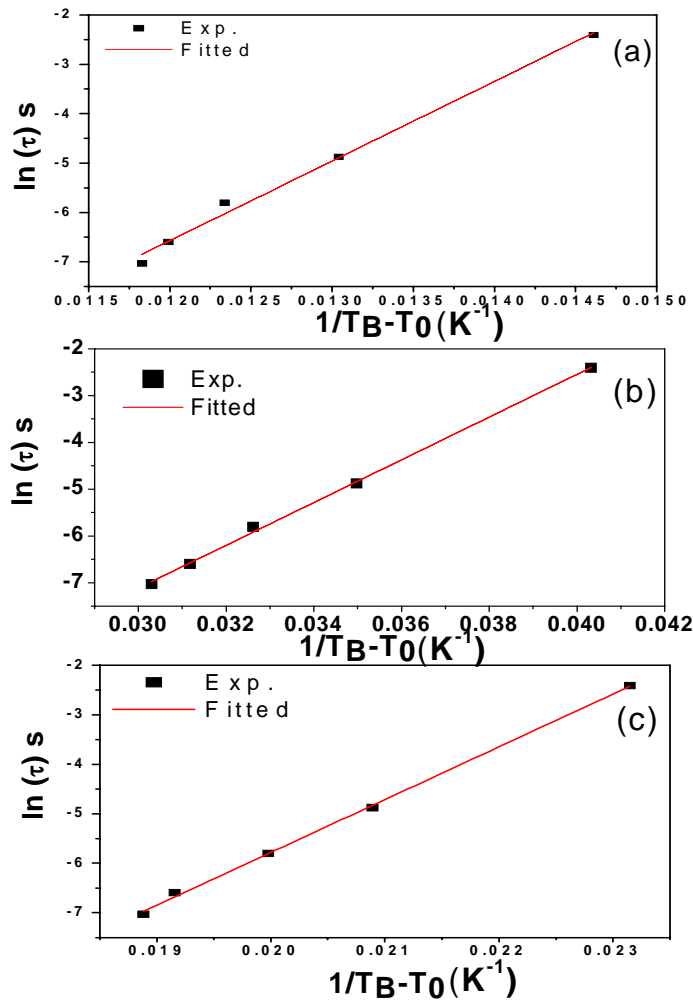 -2
-3
-4
-5
-6
-7
ln (τ) s
Exp.
Fitted
(a)
0.0115 0.0120 0.0125 0.0130 0.0135 0.0140 0.0145 0.0150
1/TB-T0(K-1)
-2
-3
-4
-5
-6
-7
ln (τ) s
Exp.
Fitted
(b)
0.030 0.032 0.034 0.036 0.038 0.040 0.042
1/TB-T0(K-1)
-2
-3
-4
-5
-6
-7
ln (τ) s
Exp.
Fitted
(c)
0.019 0.020 0.021 0.022 0.023
1/TB-T0(K-1)